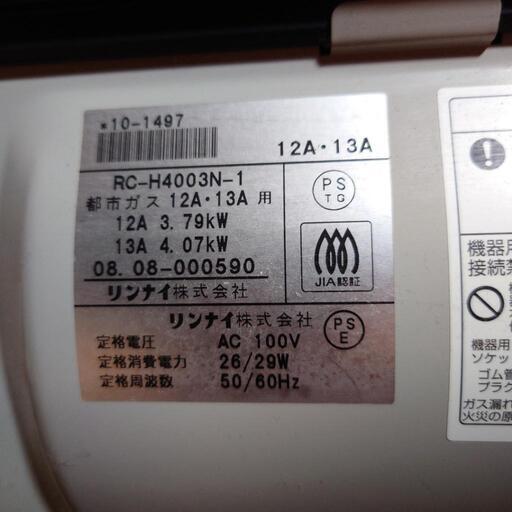 *10-1497
12A・13A
RC-H4003N-1
都市ガス 12A・13A 用
12A 3.79kW
13A 4.07kW
08.08-000590
リンナイ株式会社
PS
TG
JIA認証
リンナイ株式会社
PS
E
定格電圧 AC 100V
定格消費電力 26/29W
定格周波数 50/60Hz
機器用
接続禁
機器用
ソケッ
ゴム管
プラグ
ガス漏れ
火災の原